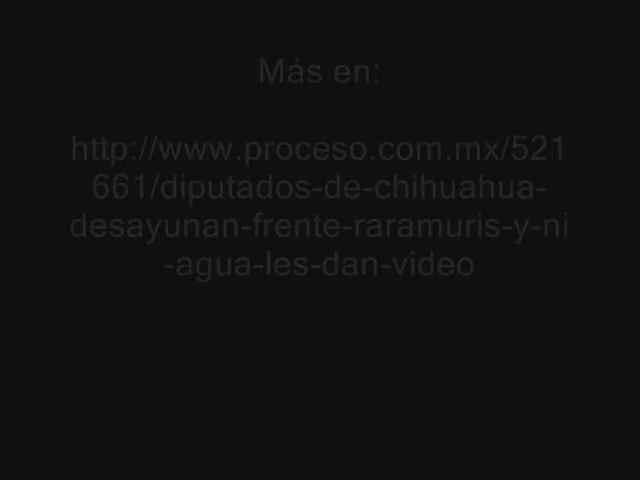 Más en:
http://www.proceso.com.mx/521
661/diputados-de-chihuahua-
desayunan-frente-raramuris-y-ni
-agua-les-dan-video